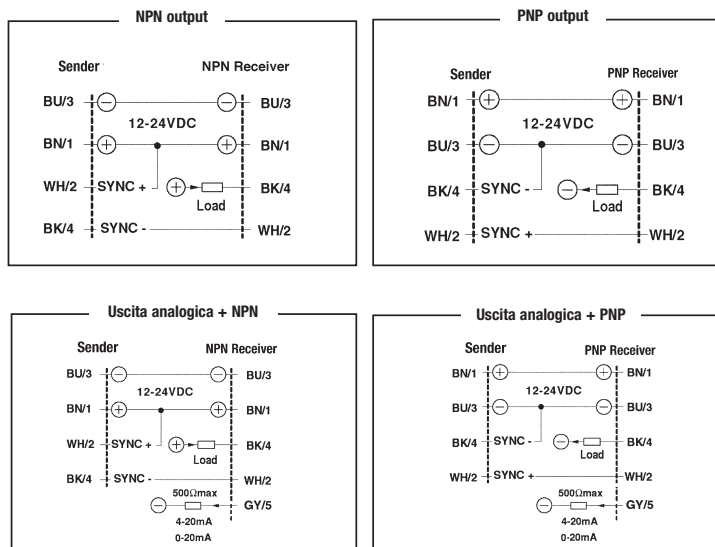 NPN output
Sender NPN Receiver
BU/3 − − BU/3
12-24VDC
BN/1 + + BN/1
WH/2 SYNC + + BK/4
Load
BK/4 SYNC - WH/2
PNP output
Sender PNP Receiver
BN/1 + + BN/1
12-24VDC
BU/3 − − BU/3
BK/4 SYNC - − BK/4
Load
WH/2 SYNC + WH/2
Uscita analogica + NPN
Sender NPN Receiver
BU/3 − − BU/3
12-24VDC
BN/1 + + BN/1
WH/2 SYNC + + BK/4
Load
BK/4 SYNC - WH/2
500Ωmax
− GY/5
4-20mA
0-20mA
Uscita analogica + PNP
Sender PNP Receiver
BN/1 + + BN/1
12-24VDC
BU/3 − − BU/3
BK/4 SYNC - − BK/4
Load
WH/2 SYNC + WH/2
500Ωmax
− GY/5
4-20mA
0-20mA